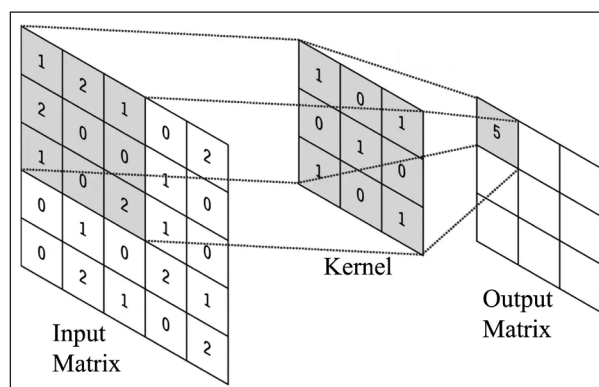 1 2 1 0 2
2 0 0 1 0
1 0 2 1 0
0 1 0 2 1
0 2 1 0 2
Input
Matrix
1 0 1
0 1 0
1 0 1
Kernel
5
Output
Matrix